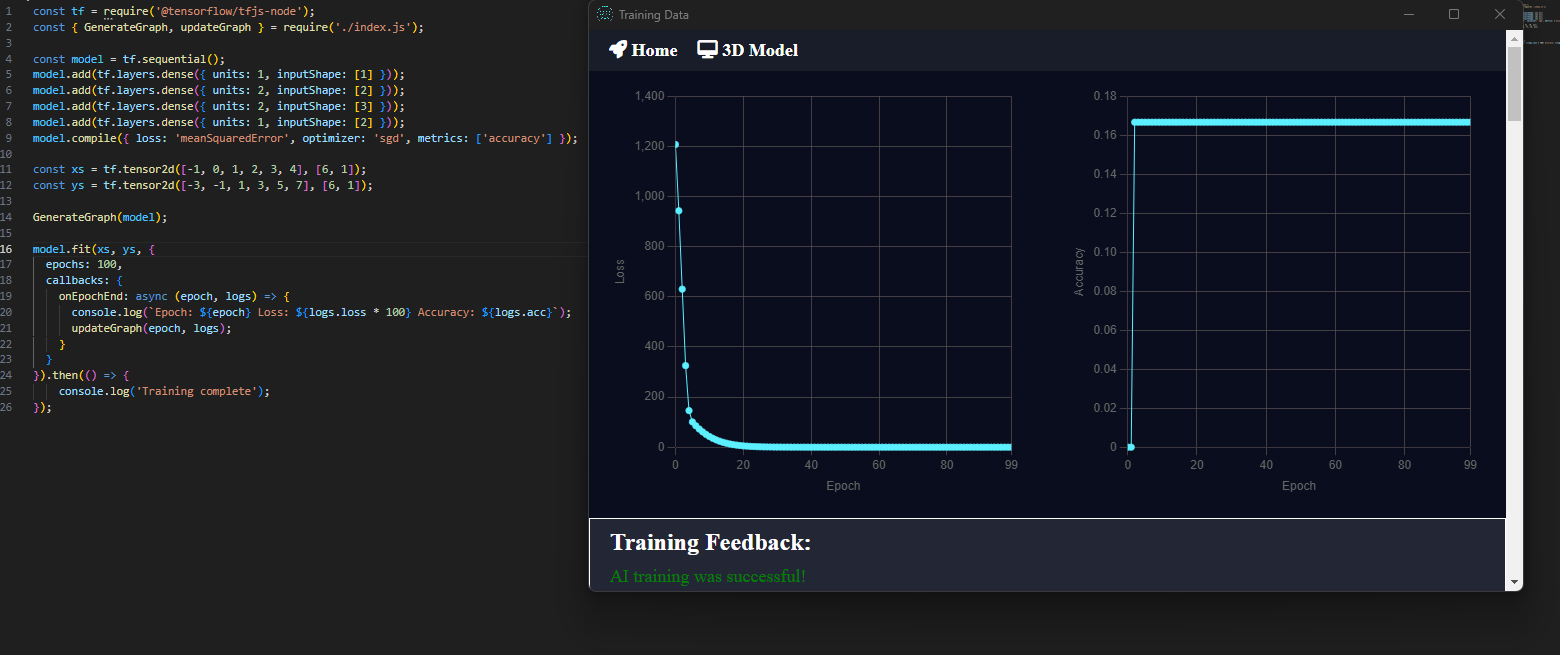 1 const tf = require('@tensorflow/tfjs-node');
2 const { GenerateGraph, updateGraph } = require('./index.js');
3
4 const model = tf.sequential();
5 model.add(tf.layers.dense({ units: 1, inputShape: [1] }));
6 model.add(tf.layers.dense({ units: 2, inputShape: [2] }));
7 model.add(tf.layers.dense({ units: 2, inputShape: [3] }));
8 model.add(tf.layers.dense({ units: 1, inputShape: [2] }));
9 model.compile({ loss: 'meanSquaredError', optimizer: 'sgd', metrics: ['accuracy'] });
10
11 const xs = tf.tensor2d([-1, 0, 1, 2, 3, 4], [6, 1]);
12 const ys = tf.tensor2d([-3, -1, 1, 3, 5, 7], [6, 1]);
13
14 GenerateGraph(model);
15
16 model.fit(xs, ys, {
17 epochs: 100,
18 callbacks: {
19 onEpochEnd: async (epoch, logs) => {
20 console.log(`Epoch: ${epoch} Loss: ${logs.loss * 100} Accuracy: ${logs.acc}`);
21 updateGraph(epoch, logs);
22 }
23 }
24 }).then(() => {
25 console.log('Training complete');
26 });
Training Data
Home 3D Model
1,400
1,200
1,000
800
600
400
200
0
Loss
0 20 40 60 80 99
Epoch
0.18
0.16
0.14
0.12
0.10
0.08
0.06
0.04
0.02
0
Accuracy
0 20 40 60 80 99
Epoch
Training Feedback:
AI training was successful!